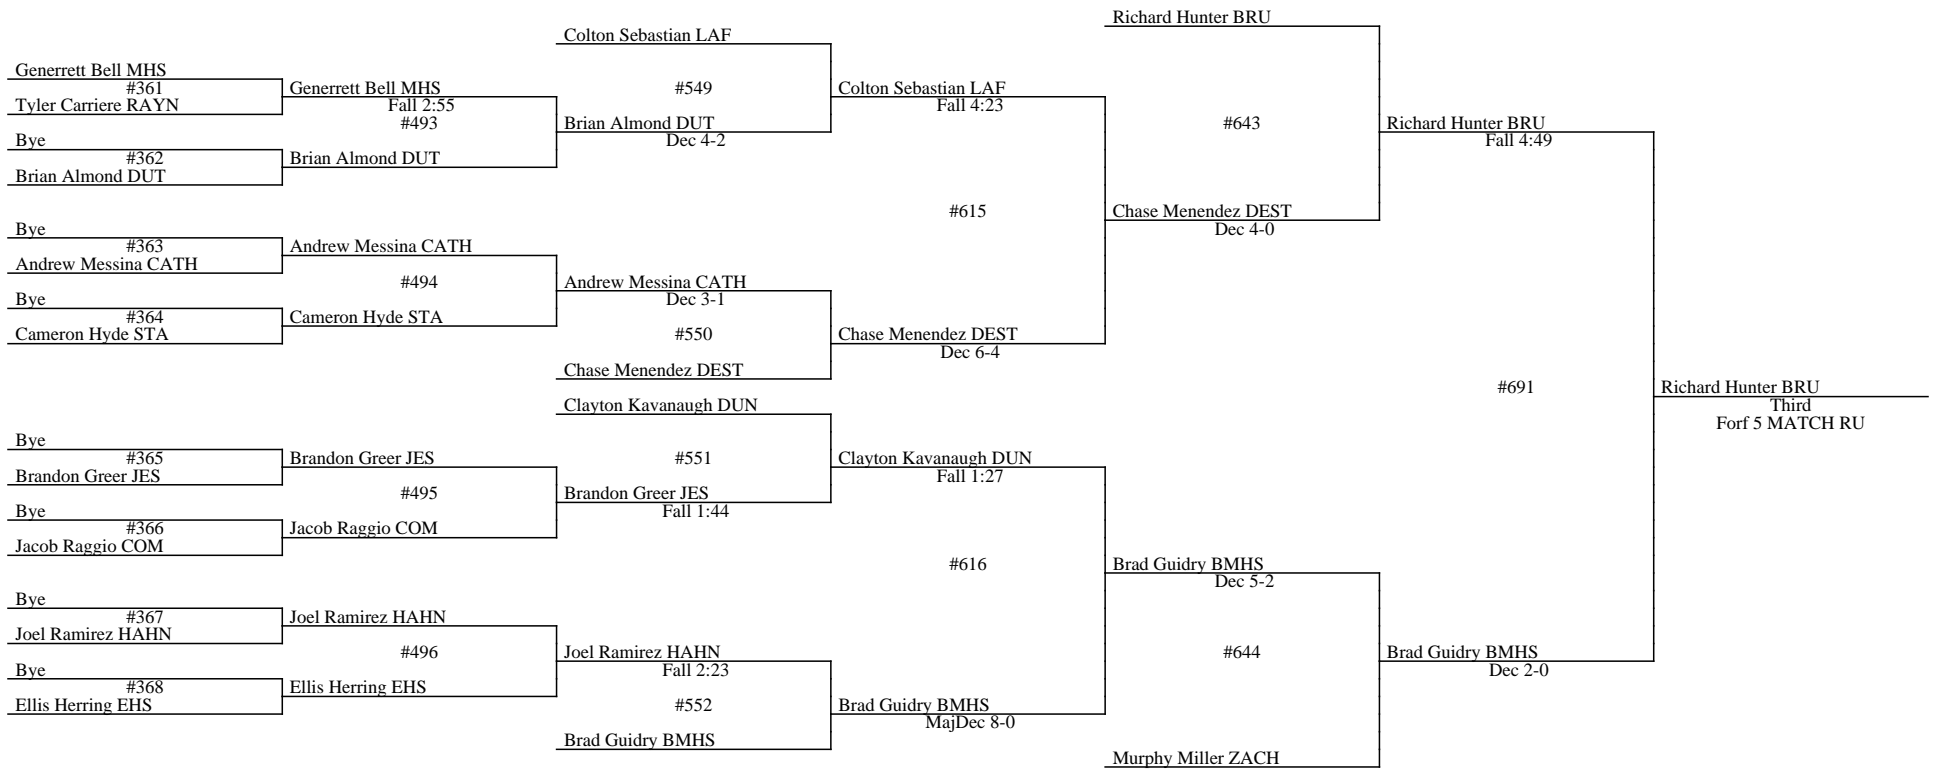 Richard Hunter BRU
Colton Sebastian LAF
Generrett Bell MHS
#361
Tyler Carriere RAYN
Generrett Bell MHS
Fall 2:55
#493
#549
Colton Sebastian LAF
Fall 4:23
Brian Almond DUT
Dec 4-2
#643
Richard Hunter BRU
Fall 4:49
Bye
#362
Brian Almond DUT
Brian Almond DUT
#615
Chase Menendez DEST
Dec 4-0
Bye
#363
Andrew Messina CATH
Andrew Messina CATH
#494
Andrew Messina CATH
Dec 3-1
Bye
#364
Cameron Hyde STA
Cameron Hyde STA
#550
Chase Menendez DEST
Dec 6-4
Chase Menendez DEST
#691
Richard Hunter BRU
Third
Forf 5 MATCH RU
Clayton Kavanaugh DUN
Bye
#365
Brandon Greer JES
Brandon Greer JES
#551
Clayton Kavanaugh DUN
Fall 1:27
#495
Brandon Greer JES
Fall 1:44
Bye
#366
Jacob Raggio COM
Jacob Raggio COM
#616
Brad Guidry BMHS
Dec 5-2
Bye
#367
Joel Ramirez HAHN
Joel Ramirez HAHN
#496
Joel Ramirez HAHN
Fall 2:23
#644
Brad Guidry BMHS
Dec 2-0
Bye
#368
Ellis Herring EHS
Ellis Herring EHS
#552
Brad Guidry BMHS
MajDec 8-0
Brad Guidry BMHS
Murphy Miller ZACH